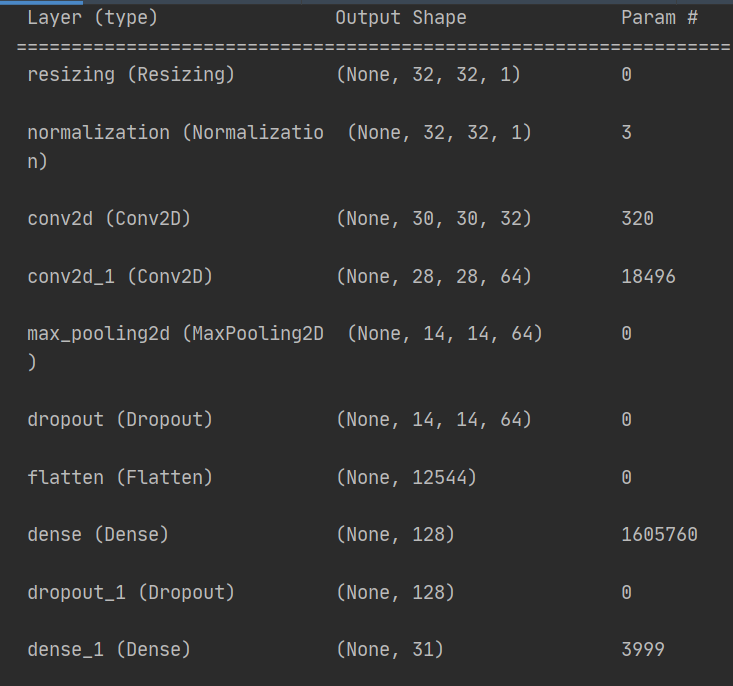 Layer (type) Output Shape Param #
=================================================================
resizing (Resizing) (None, 32, 32, 1) 0
normalization (Normalizatio (None, 32, 32, 1) 3
n)
conv2d (Conv2D) (None, 30, 30, 32) 320
conv2d_1 (Conv2D) (None, 28, 28, 64) 18496
max_pooling2d (MaxPooling2D (None, 14, 14, 64) 0
)
dropout (Dropout) (None, 14, 14, 64) 0
flatten (Flatten) (None, 12544) 0
dense (Dense) (None, 128) 1605760
dropout_1 (Dropout) (None, 128) 0
dense_1 (Dense) (None, 31) 3999